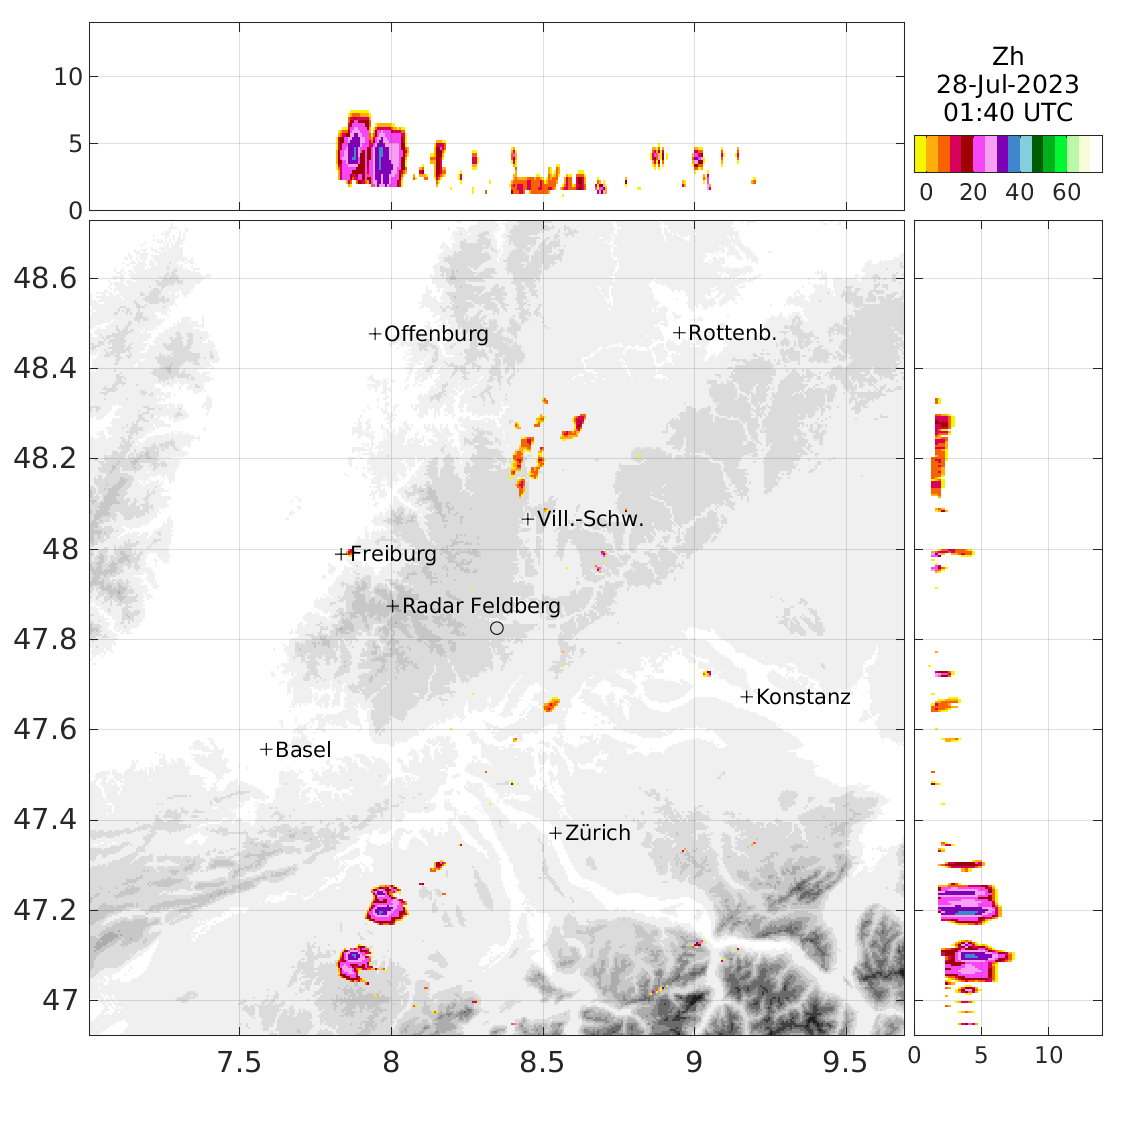 10
5
0
Zh
28-Jul-2023
01:40 UTC
0 20 40 60
48.6
48.4
48.2
48
47.8
47.6
47.4
47.2
47
Offenburg
Rottenb.
Vill.-Schw.
Freiburg
Radar Feldberg
Konstanz
Basel
Zürich
7.5 8 8.5 9 9.5
0 5 10